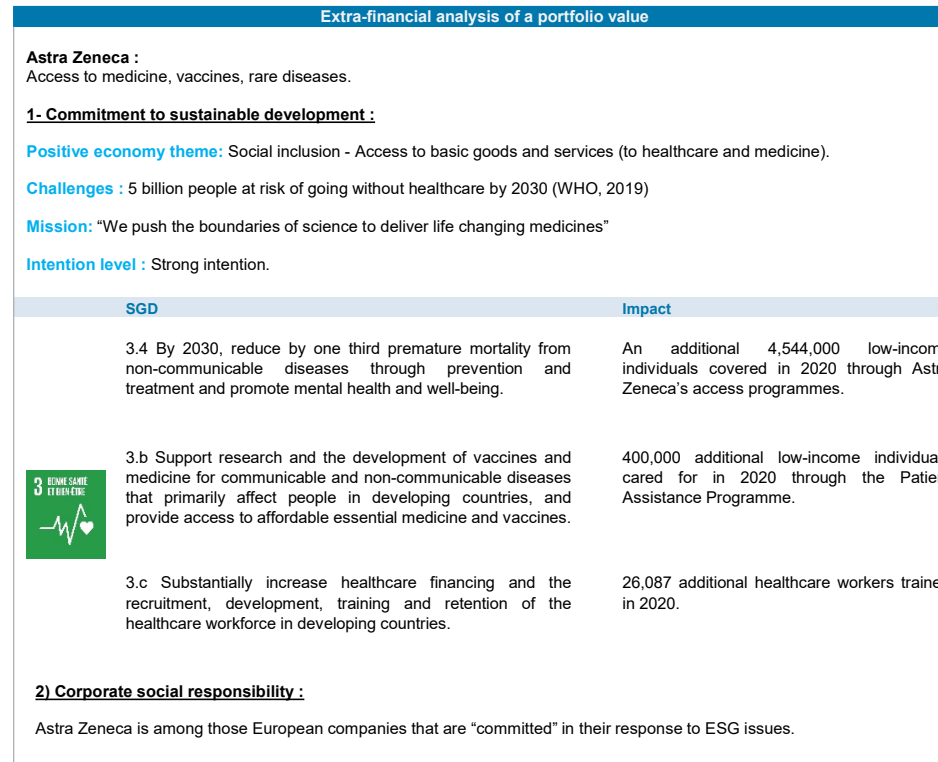 Extra-financial analysis of a portfolio value
Astra Zeneca :
Access to medicine, vaccines, rare diseases.
1- Commitment to sustainable development :
Positive economy theme: Social inclusion - Access to basic goods and services (to healthcare and medicine).
Challenges : 5 billion people at risk of going without healthcare by 2030 (WHO, 2019)
Mission: “We push the boundaries of science to deliver life changing medicines”
Intention level : Strong intention.
SGD
Impact
3.4 By 2030, reduce by one third premature mortality from
non-communicable diseases through prevention and
treatment and promote mental health and well-being.
An additional 4,544,000 low-incom
individuals covered in 2020 through Astr
Zeneca’s access programmes.
3 BONNE SANTÉ
ET BIEN-ÊTRE
3.b Support research and the development of vaccines and
medicine for communicable and non-communicable diseases
that primarily affect people in developing countries, and
provide access to affordable essential medicine and vaccines.
400,000 additional low-income individua
cared for in 2020 through the Patie
Assistance Programme.
3.c Substantially increase healthcare financing and the
recruitment, development, training and retention of the
healthcare workforce in developing countries.
26,087 additional healthcare workers traine
in 2020.
2) Corporate social responsibility :
Astra Zeneca is among those European companies that are “committed” in their response to ESG issues.